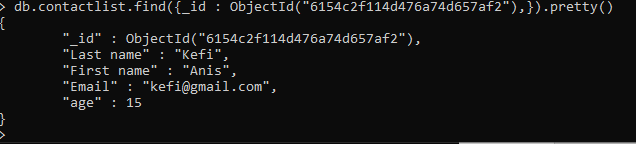 > db.contactlist.find({_id : ObjectId("6154c2f114d476a74d657af2"),}).pretty()
{
        "_id" : ObjectId("6154c2f114d476a74d657af2"),
        "Last name" : "Kefi",
        "First name" : "Anis",
        "Email" : "kefi@gmail.com",
        "age" : 15
}
>